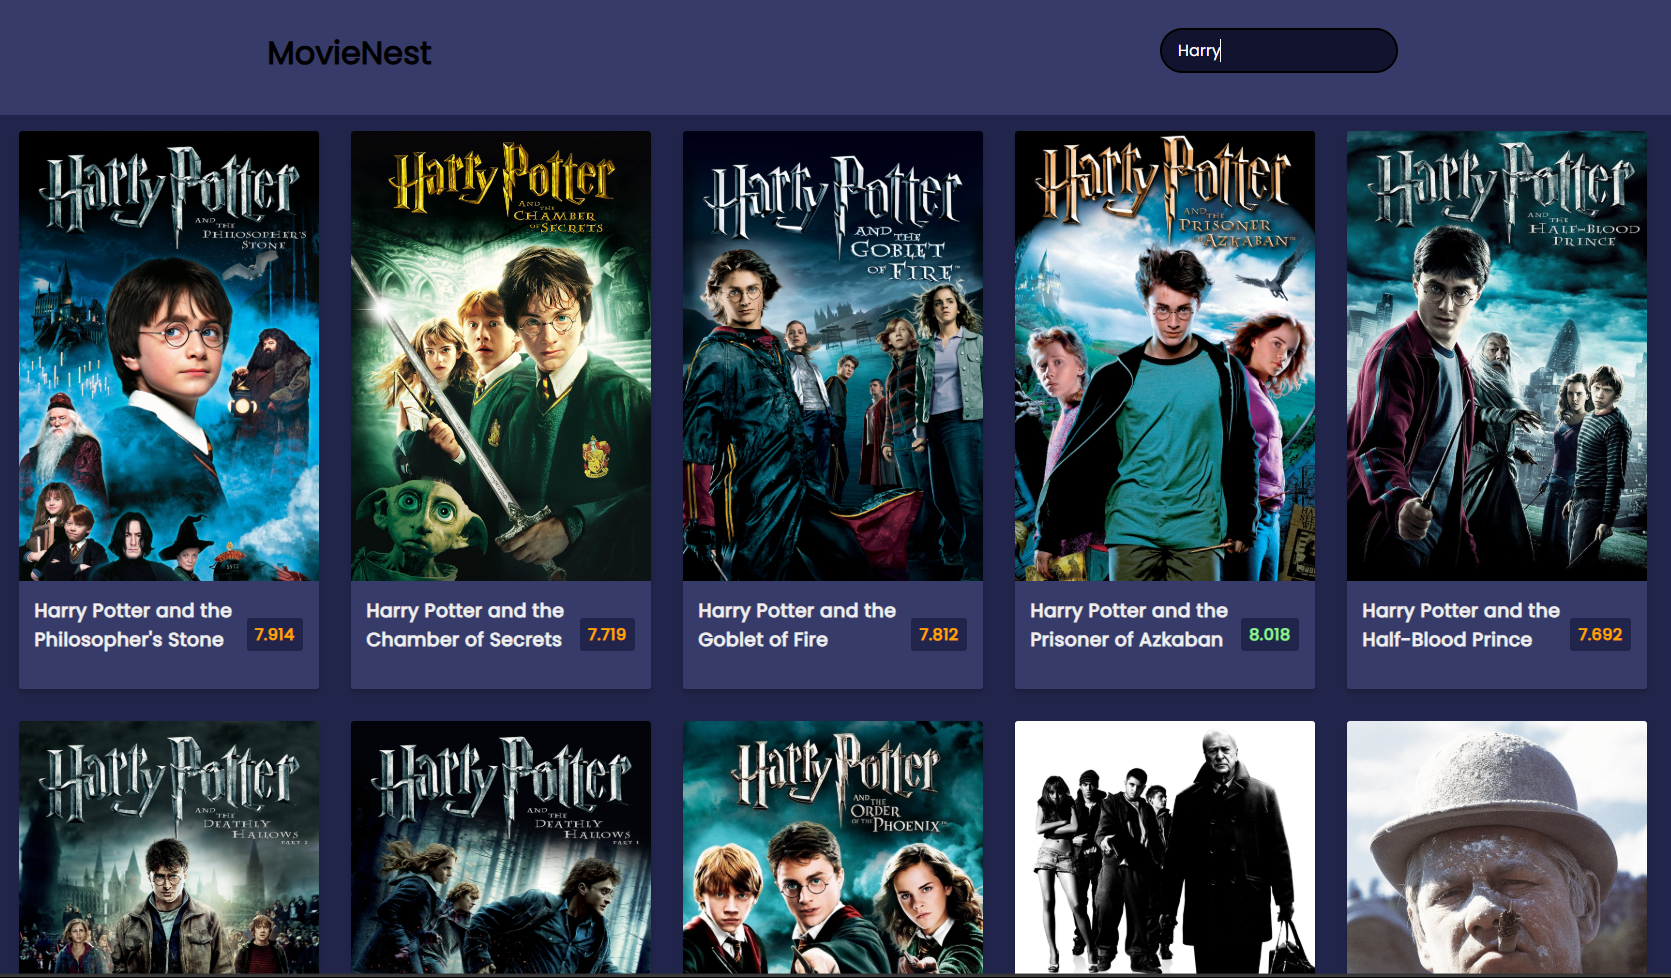 MovieNest
Harry
Harry Potter
AND THE
PHILOSOPHER'S
STONE
Harry Potter
AND THE
CHAMBER
OF SECRETS
Harry Potter
AND THE
GOBLET
OF FIRE
Harry Potter
AND THE
PRISONER
OF AZKABAN
Harry Potter
AND THE
HALF-BLOOD
PRINCE
Harry Potter and the
Philosopher's Stone
7.914
Harry Potter and the
Chamber of Secrets
7.719
Harry Potter and the
Goblet of Fire
7.812
Harry Potter and the
Prisoner of Azkaban
8.018
Harry Potter and the
Half-Blood Prince
7.692
Harry Potter
AND THE
DEATHLY
HALLOWS
PART 2
Harry Potter
AND THE
DEATHLY
HALLOWS
PART 1
Harry Potter
AND THE
ORDER
OF THE PHOENIX